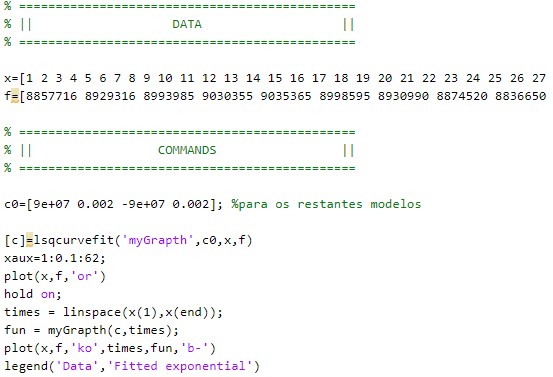 % ==============================================
% || DATA ||
% ==============================================
x=[1 2 3 4 5 6 7 8 9 10 11 12 13 14 15 16 17 18 19 20 21 22 23 24 25 26 27
f=[8857716 8929316 8993985 9030355 9035365 8998595 8930990 8874520 8836650
% ==============================================
% || COMMANDS ||
% ==============================================
c0=[9e+07 0.002 -9e+07 0.002]; %para os restantes modelos
[c]=lsqcurvefit('myGrapth',c0,x,f)
xaux=1:0.1:62;
plot(x,f,'or')
hold on;
times = linspace(x(1),x(end));
fun = myGrapth(c,times);
plot(x,f,'ko',times,fun,'b-')
legend('Data','Fitted exponential')